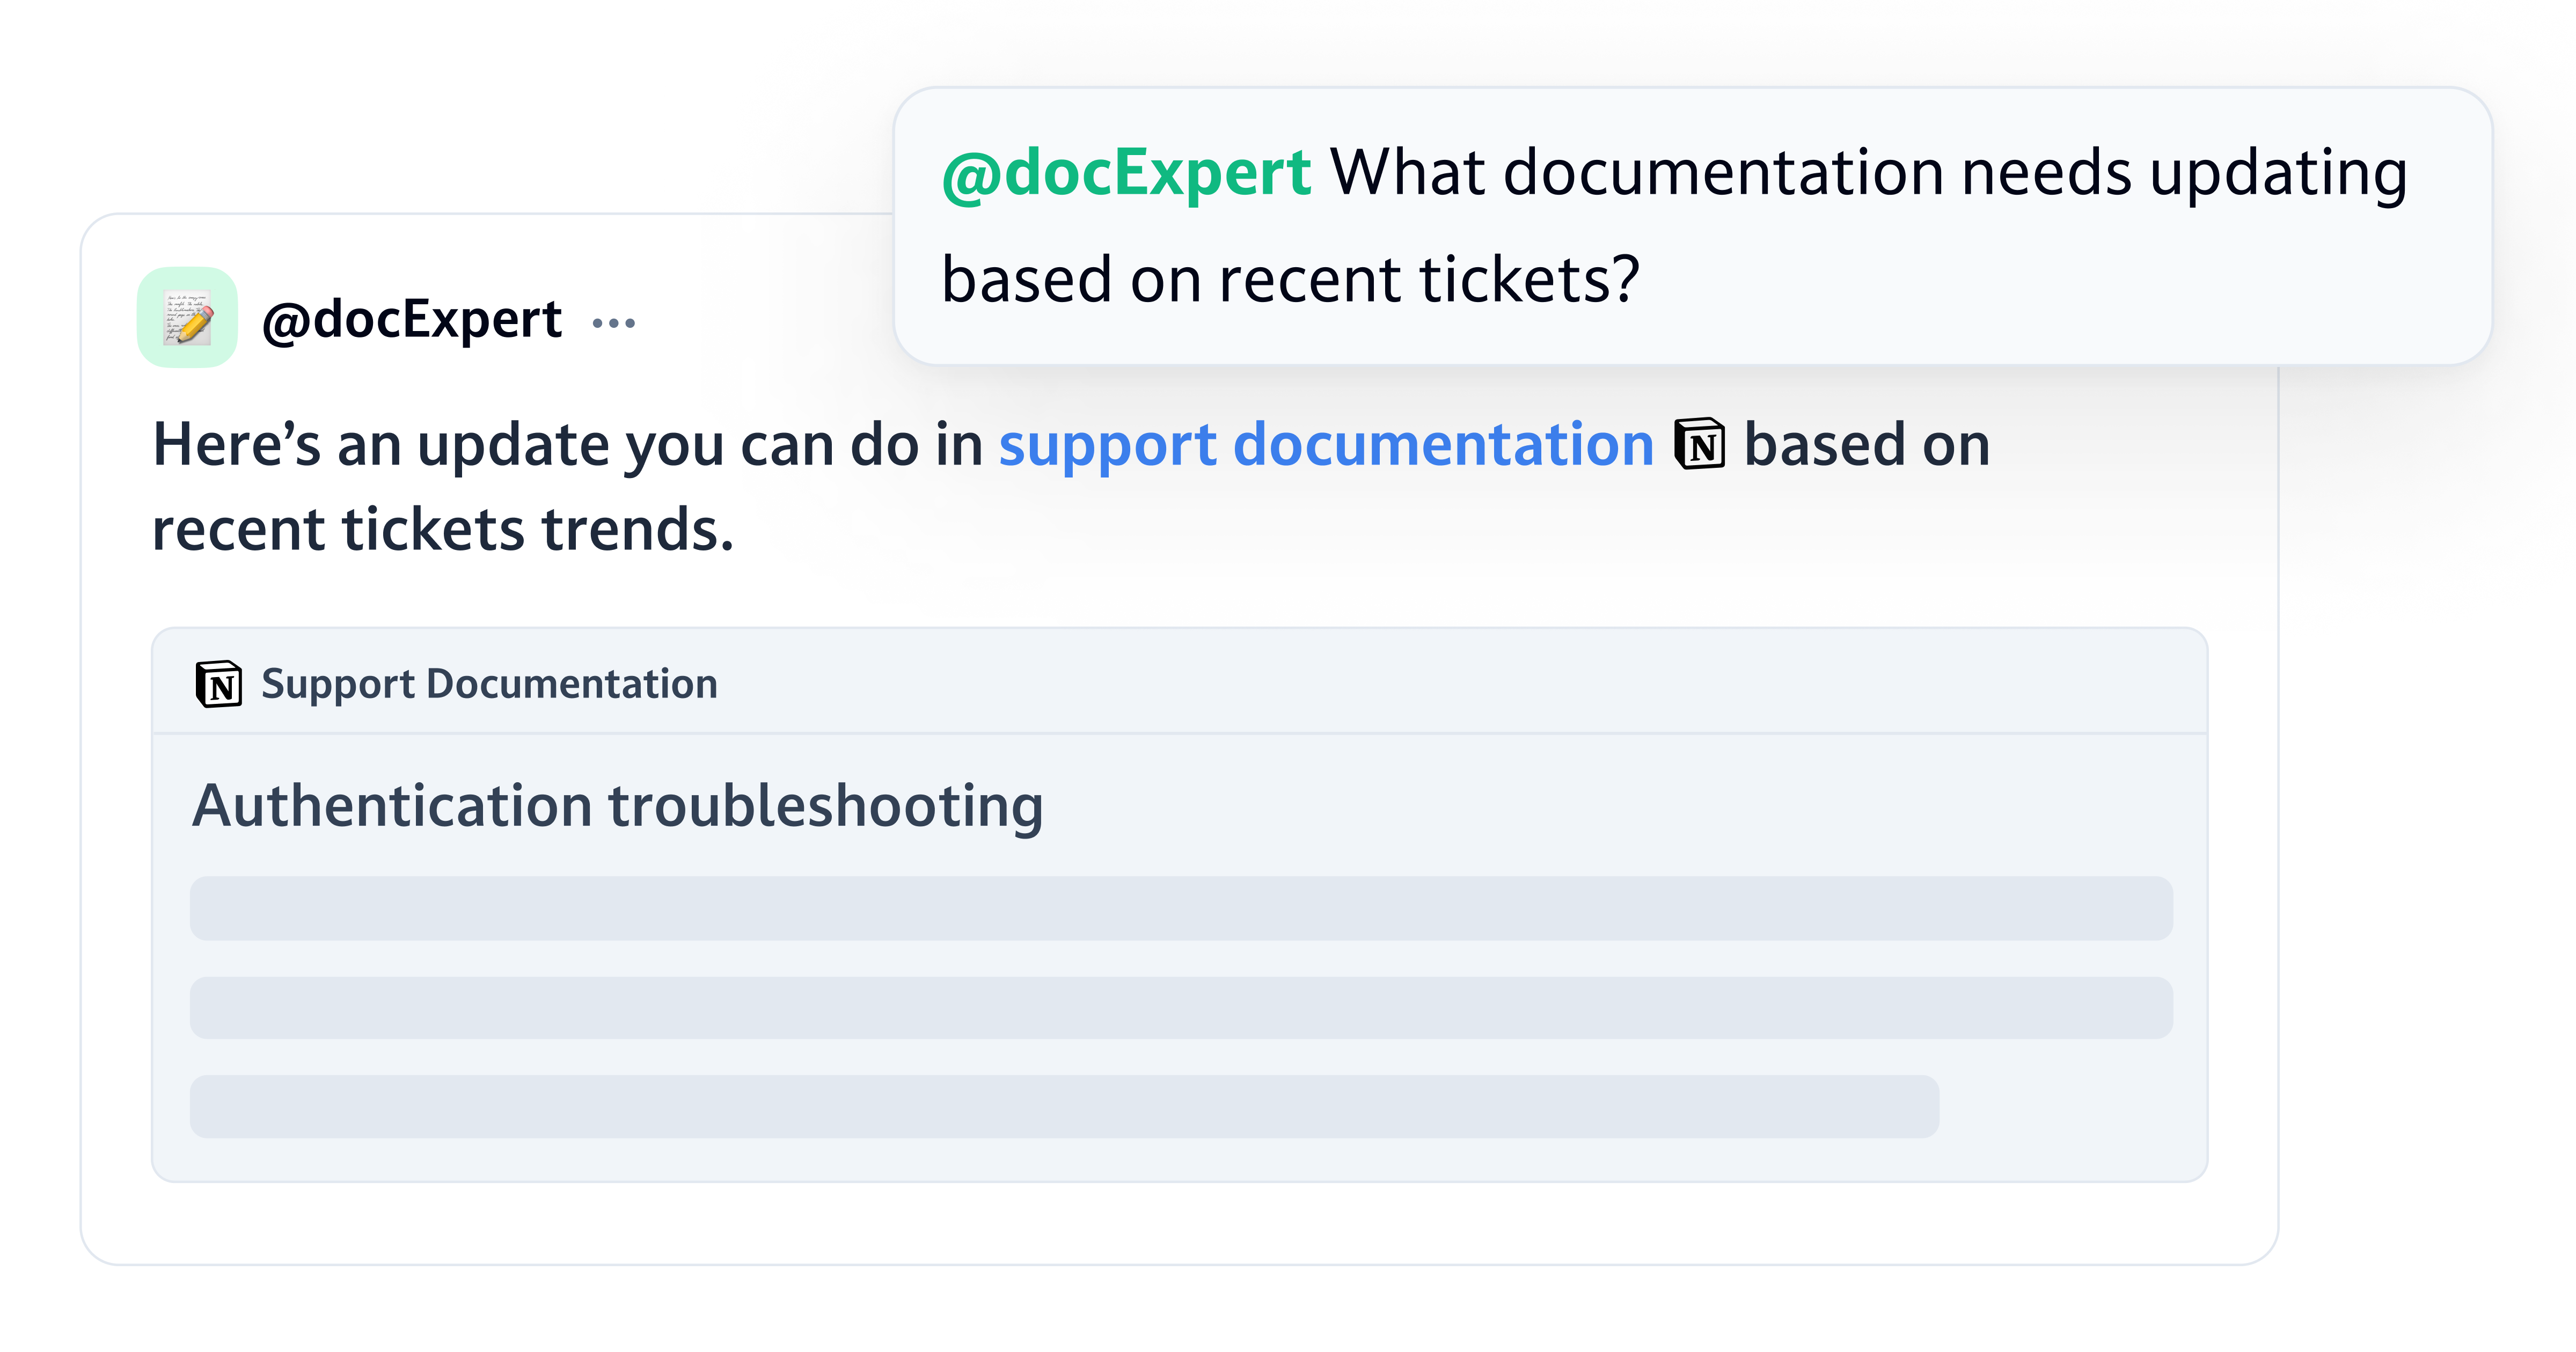 @docExpert What documentation needs updating
based on recent tickets?
@docExpert
Here’s an update you can do in support documentation N based on
recent tickets trends.
N Support Documentation
Authentication troubleshooting